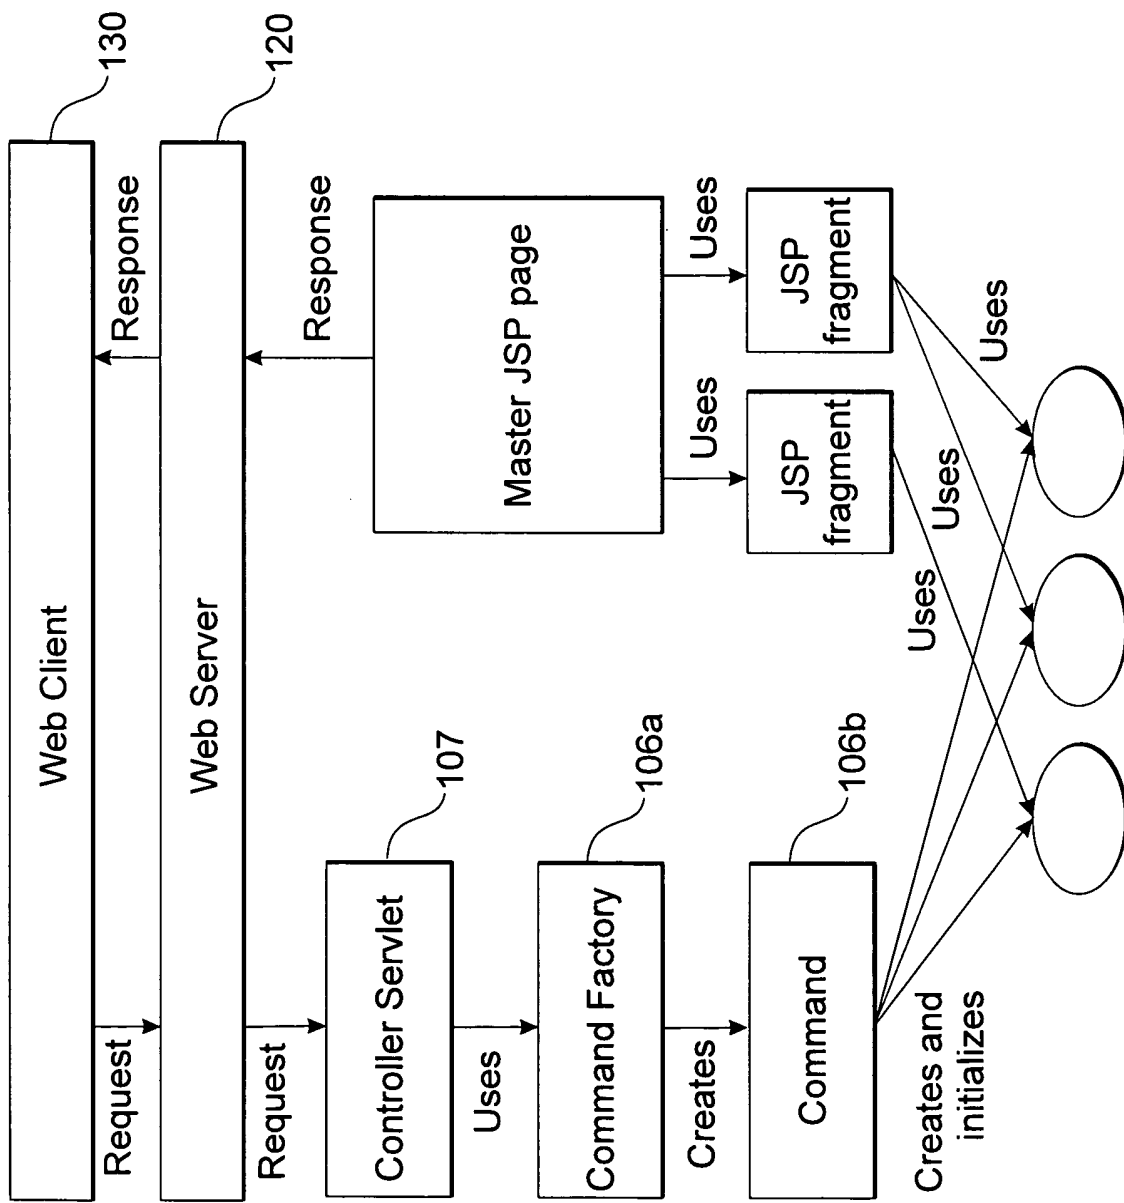 Web Client
130
Request
Response
Web Server
120
Request
Response
Controller Servlet
107
Master JSP page
Uses
Command Factory
106a
Uses
Uses
Creates
JSP
fragment
JSP
fragment
Command
106b
Creates and
initializes
Uses
Uses
Uses